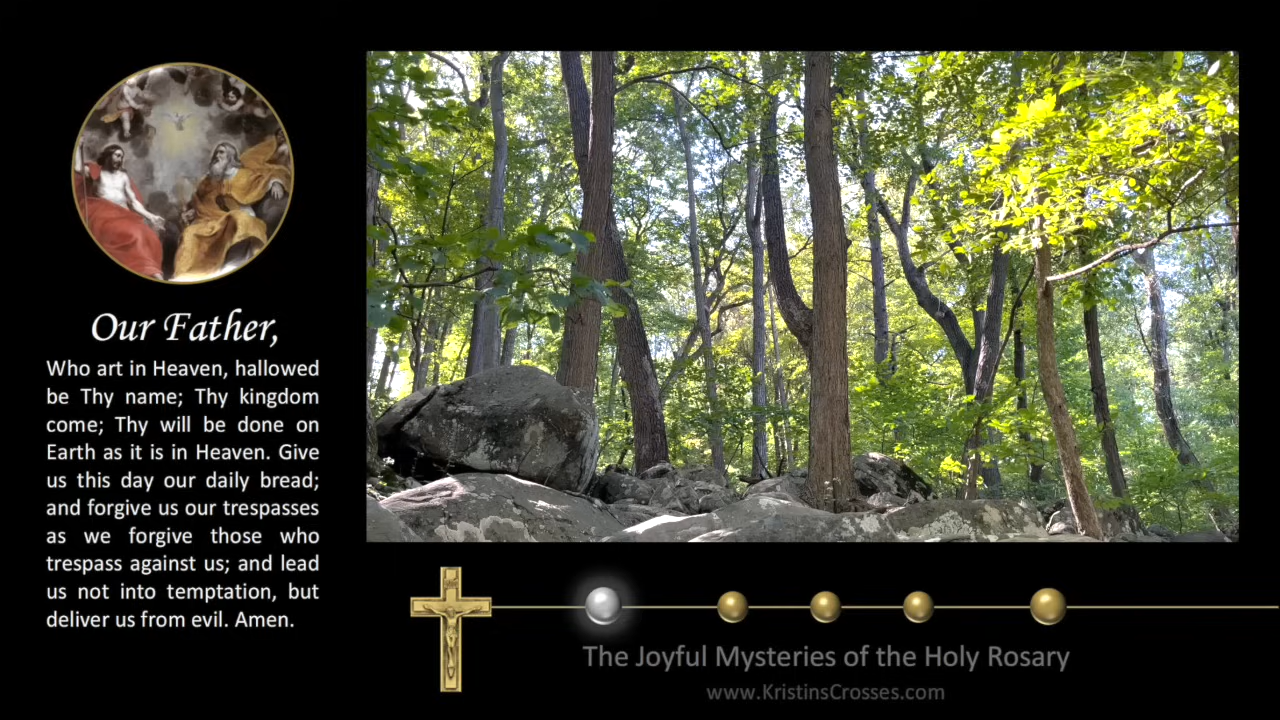 Our Father,
Who art in Heaven, hallowed
be Thy name; Thy kingdom
come; Thy will be done on
Earth as it is in Heaven. Give
us this day our daily bread;
and forgive us our trespasses
as we forgive those who
trespass against us; and lead
us not into temptation, but
deliver us from evil. Amen.
The Joyful Mysteries of the Holy Rosary
www.KristinsCrosses.com